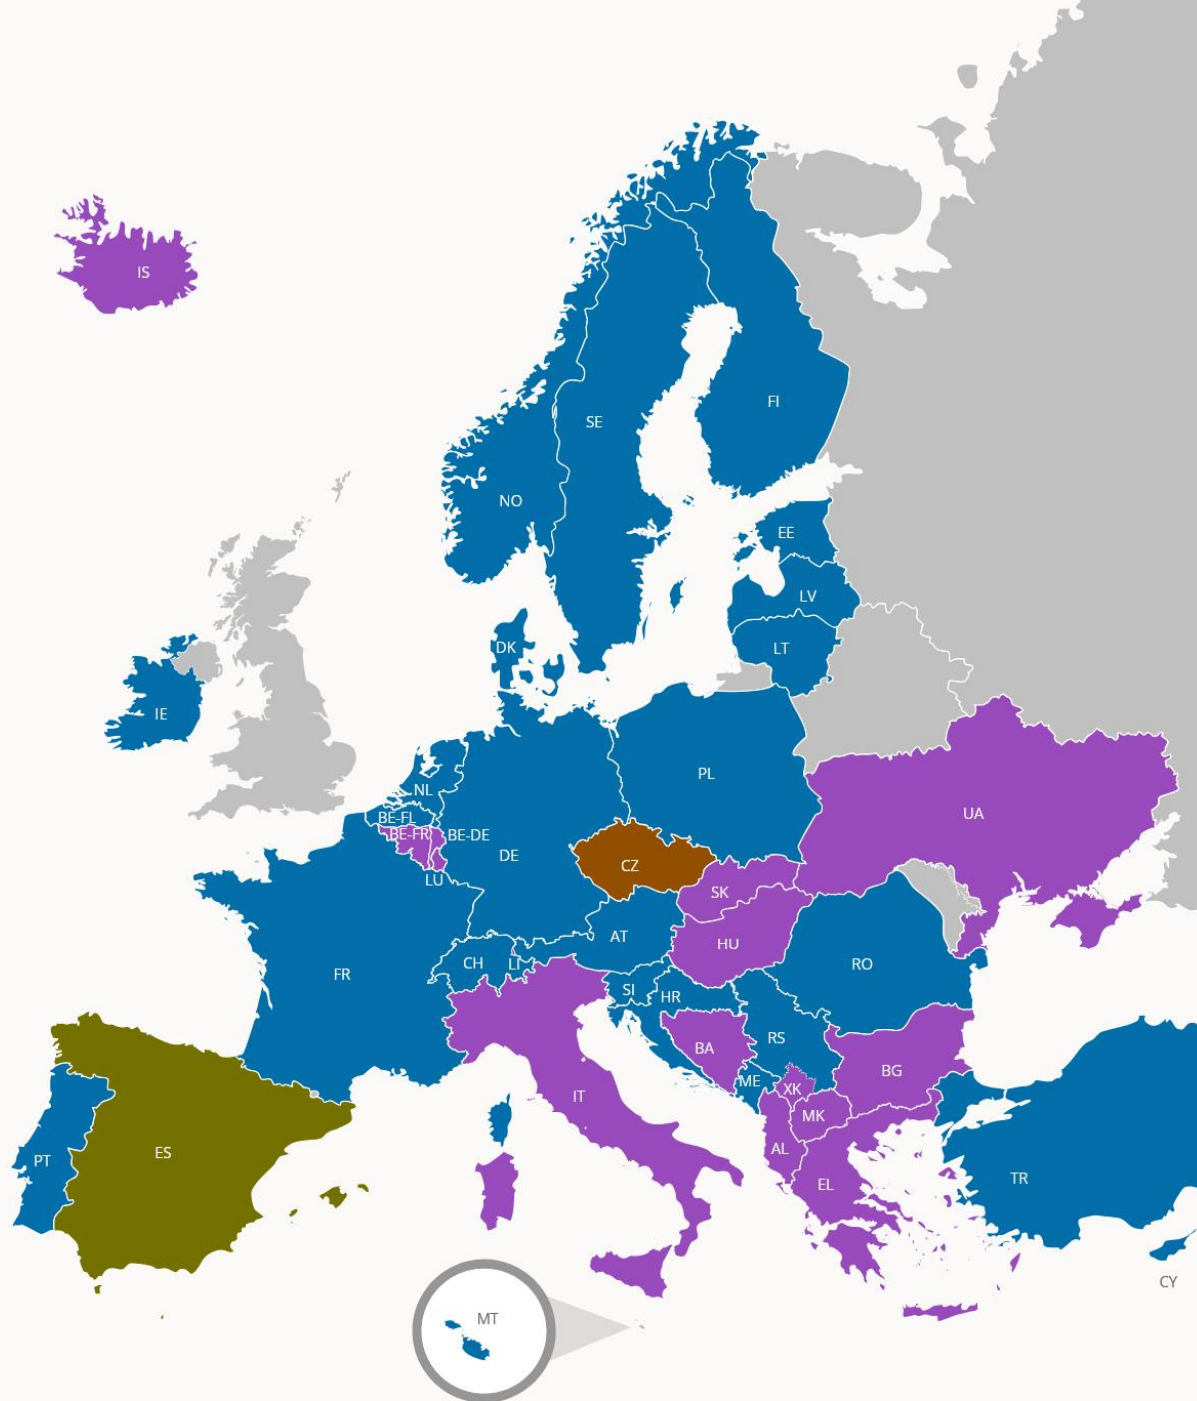 IS
FI
SE
NO
EE
LV
DK
LT
IE
PL
NL
UA
BE-FL
BE-FR
BE-DE
DE
CZ
LU
SK
AT
HU
CH
LI
RO
FR
SI
HR
RS
BA
BG
ME
XK
IT
MK
AL
ES
PT
TR
EL
CY
MT